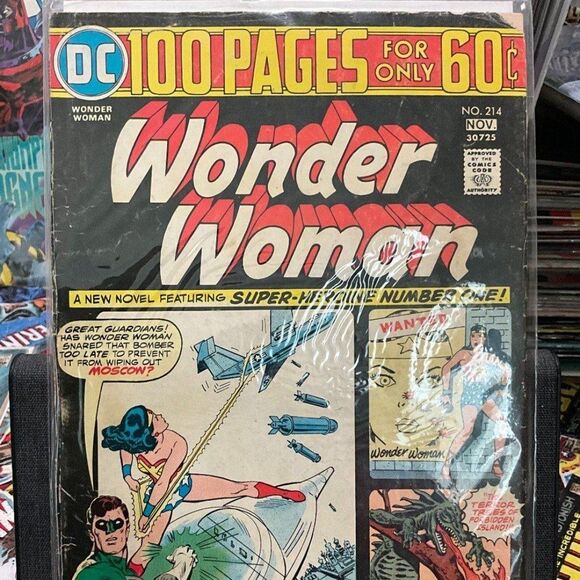 DC 100 PAGES FOR ONLY 60¢
WONDER
WOMAN
NO. 214
NOV.
30725
APPROVED
BY THE
COMICS
CODE
AUTHORITY
Wonder
Woman
A NEW NOVEL FEATURING SUPER-HEROINE NUMBER ONE!
GREAT GUARDIANS!
HAS WONDER WOMAN
SNARED THAT BOMBER
TOO LATE TO PREVENT
IT FROM WIPING OUT
MOSCOW?
WANTED
Wonder Woman
"THE
TERROR
TREES OF
FORBIDDEN
ISLAND!"
INCREDIBLE